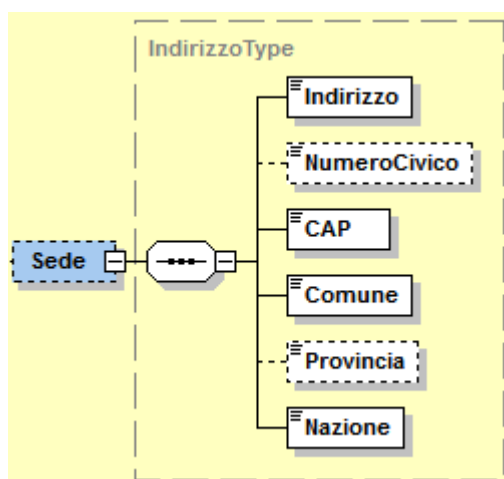 IndirizzoType
Indirizzo
NumeroCivico
CAP
Sede
Comune
Provincia
Nazione